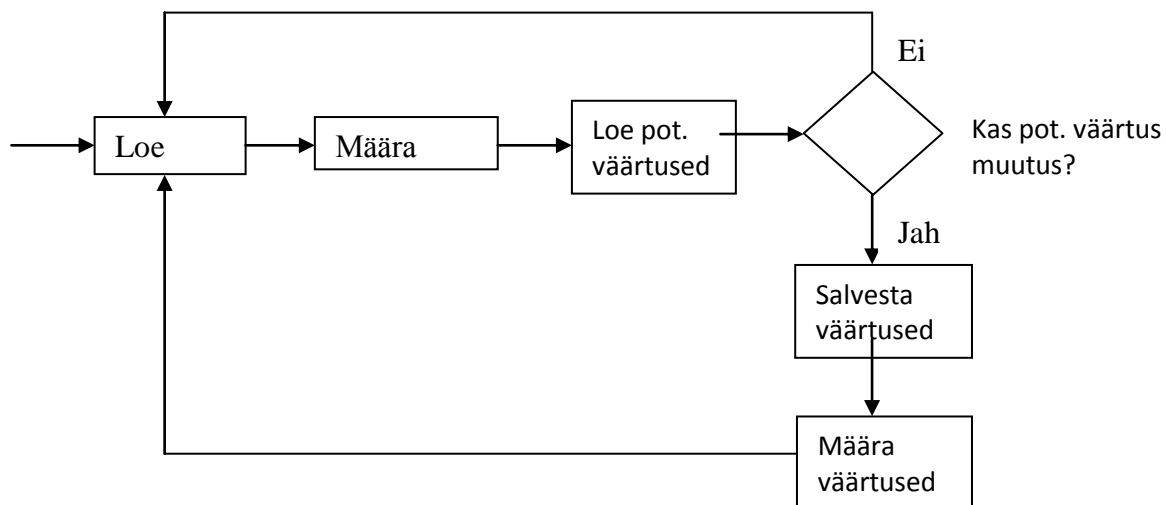 Ei
Loe
Määra
Loe pot.
väärtused
Kas pot. väärtus
muutus?
Jah
Salvesta
väärtused
Määra
väärtused